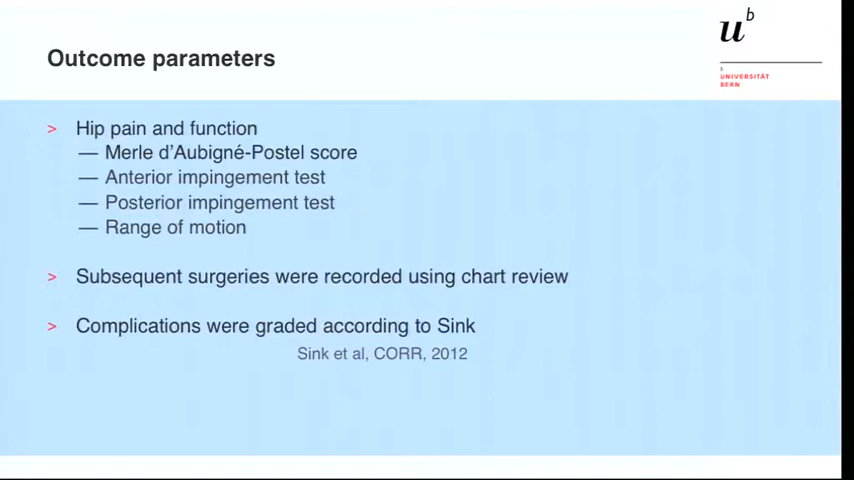 Outcome parameters
u^b
UNIVERSITÄT
BERN
> Hip pain and function
— Merle d'Aubigné-Postel score
— Anterior impingement test
— Posterior impingement test
— Range of motion
> Subsequent surgeries were recorded using chart review
> Complications were graded according to Sink
Sink et al, CORR, 2012